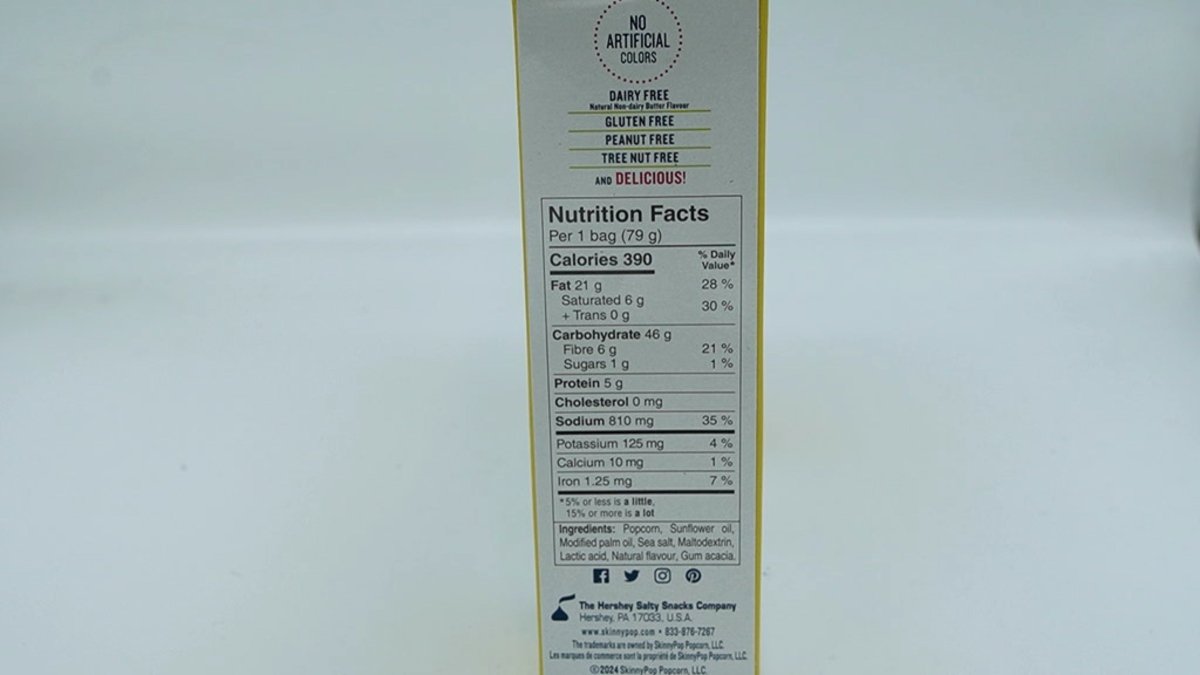 NO
ARTIFICIAL
COLORS
DAIRY FREE
Natural Non-dairy Butter Flavour
GLUTEN FREE
PEANUT FREE
TREE NUT FREE
AND DELICIOUS!
Nutrition Facts
Per 1 bag (79 g)
Calories 390 % Daily Value*
Fat 21 g 28 %
Saturated 6 g 30 %
+ Trans 0 g
Carbohydrate 46 g
Fibre 6 g 21 %
Sugars 1 g 1 %
Protein 5 g
Cholesterol 0 mg
Sodium 810 mg 35 %
Potassium 125 mg 4 %
Calcium 10 mg 1 %
Iron 1.25 mg 7 %
*5% or less is a little,
15% or more is a lot
Ingredients: Popcorn, Sunflower oil,
Modified palm oil, Sea salt, Maltodextrin,
Lactic acid, Natural flavour, Gum acacia.
The Hershey Salty Snacks Company
Hershey, PA 17033, U.S.A.
www.skinnypop.com • 833-876-7267
The trademarks are owned by SkinnyPop Popcorn, LLC.
Les marques de commerce sont la propriété de SkinnyPop Popcorn, LLC.
©2024 SkinnyPop Popcorn, LLC.